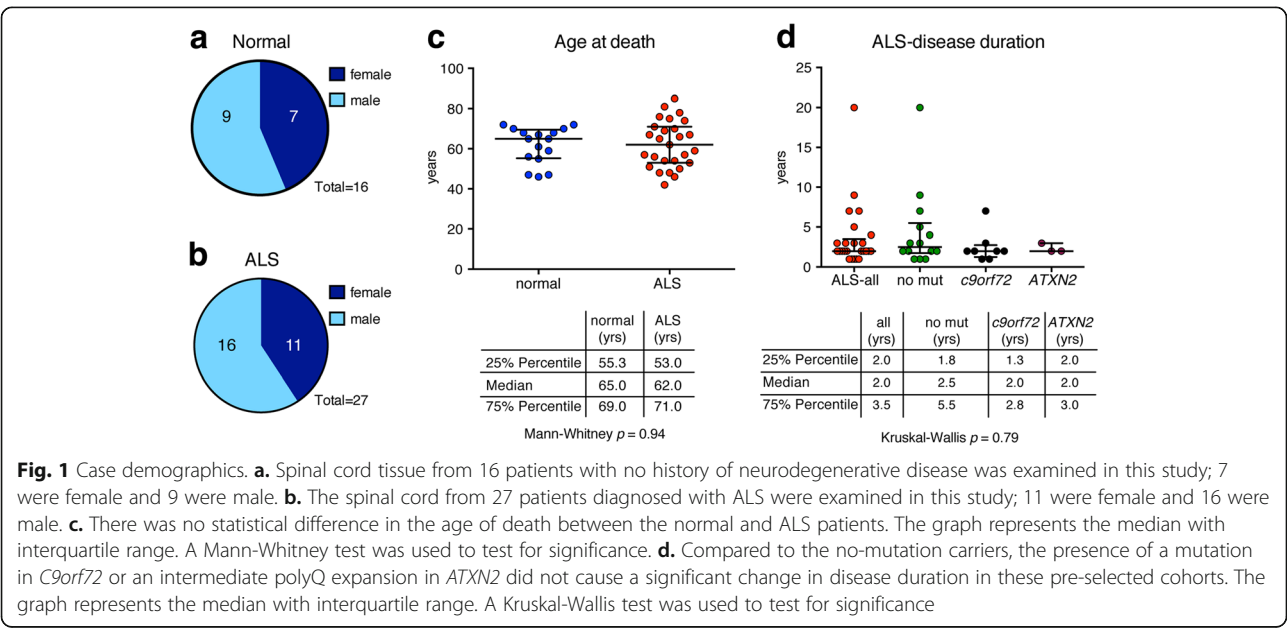 a
Normal
female
male
9
7
Total=16
b
ALS
female
male
16
11
Total=27
c
Age at death
100
80
60
40
20
0
years
normal ALS
normal ALS
(yrs) (yrs)
25% Percentile 55.3 53.0
Median 65.0 62.0
75% Percentile 69.0 71.0
Mann-Whitney p = 0.94
d
ALS-disease duration
25
20
15
10
5
0
years
ALS-all no mut c9orf72 ATXN2
all no mut c9orf72 ATXN2
(yrs) (yrs) (yrs) (yrs)
25% Percentile 2.0 1.8 1.3 2.0
Median 2.0 2.5 2.0 2.0
75% Percentile 3.5 5.5 2.8 3.0
Kruskal-Wallis p = 0.79
Fig. 1 Case demographics. a. Spinal cord tissue from 16 patients with no history of neurodegenerative disease was examined in this study; 7
were female and 9 were male. b. The spinal cord from 27 patients diagnosed with ALS were examined in this study; 11 were female and 16 were
male. c. There was no statistical difference in the age of death between the normal and ALS patients. The graph represents the median with
interquartile range. A Mann-Whitney test was used to test for significance. d. Compared to the no-mutation carriers, the presence of a mutation
in C9orf72 or an intermediate polyQ expansion in ATXN2 did not cause a significant change in disease duration in these pre-selected cohorts. The
graph represents the median with interquartile range. A Kruskal-Wallis test was used to test for significance